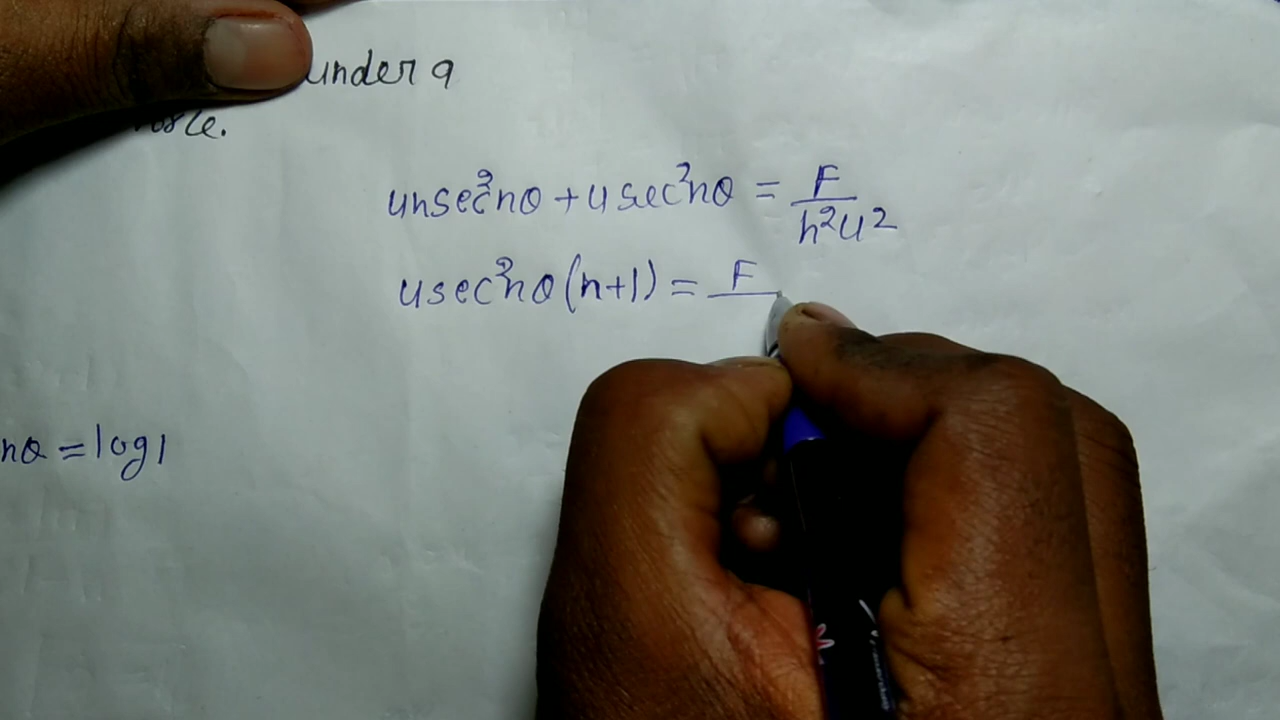 under a
unsec²nθ + usec²nθ = F/h²u²
usec²nθ(n+1) = F
nθ = log1